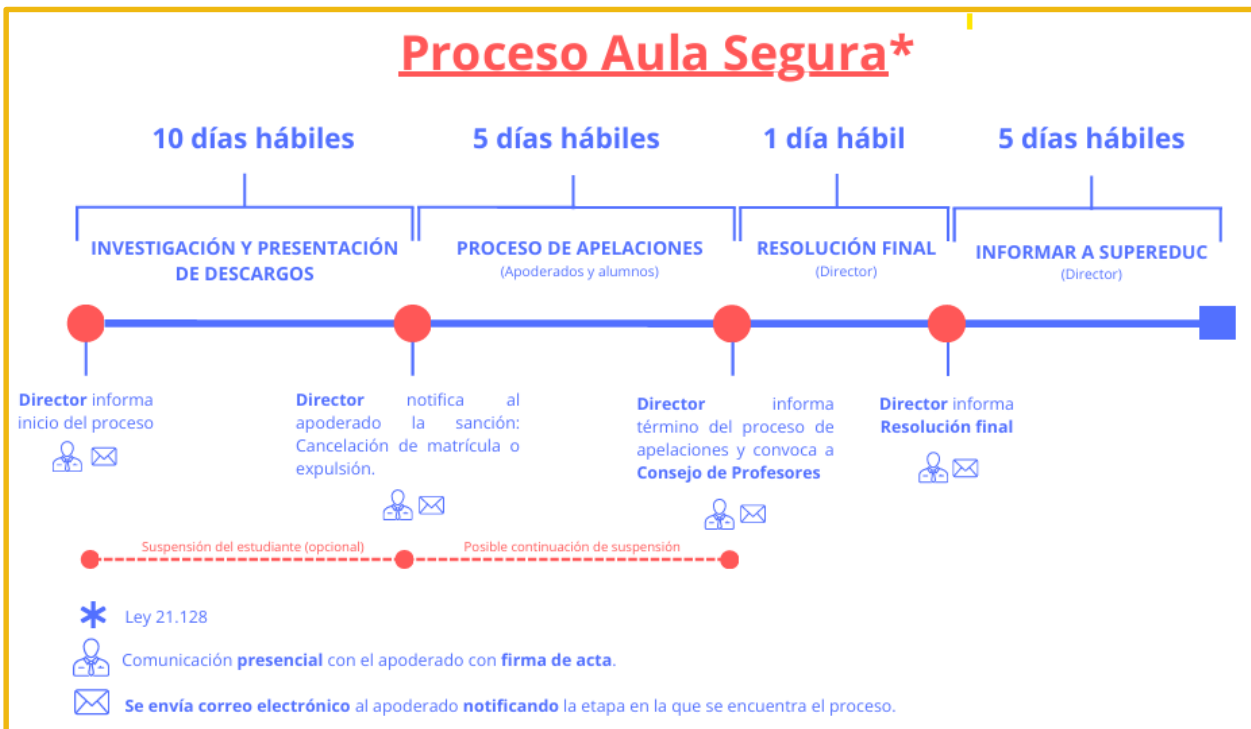 Proceso Aula Segura*
10 días hábiles
5 días hábiles
1 día hábil
5 días hábiles
INVESTIGACIÓN Y PRESENTACIÓN
DE DESCARGOS
PROCESO DE APELACIONES
(Apoderados y alumnos)
RESOLUCIÓN FINAL
(Director)
INFORMAR A SUPEREDUC
(Director)
Director informa
inicio del proceso
Director notifica al
apoderado la sanción:
Cancelación de matrícula o
expulsión.
Director informa
término del proceso de
apelaciones y convoca a
Consejo de Profesores
Director informa
Resolución final
Suspensión del estudiante (opcional)
Posible continuación de suspensión
* Ley 21.128
Comunicación presencial con el apoderado con firma de acta.
Se envía correo electrónico al apoderado notificando la etapa en la que se encuentra el proceso.